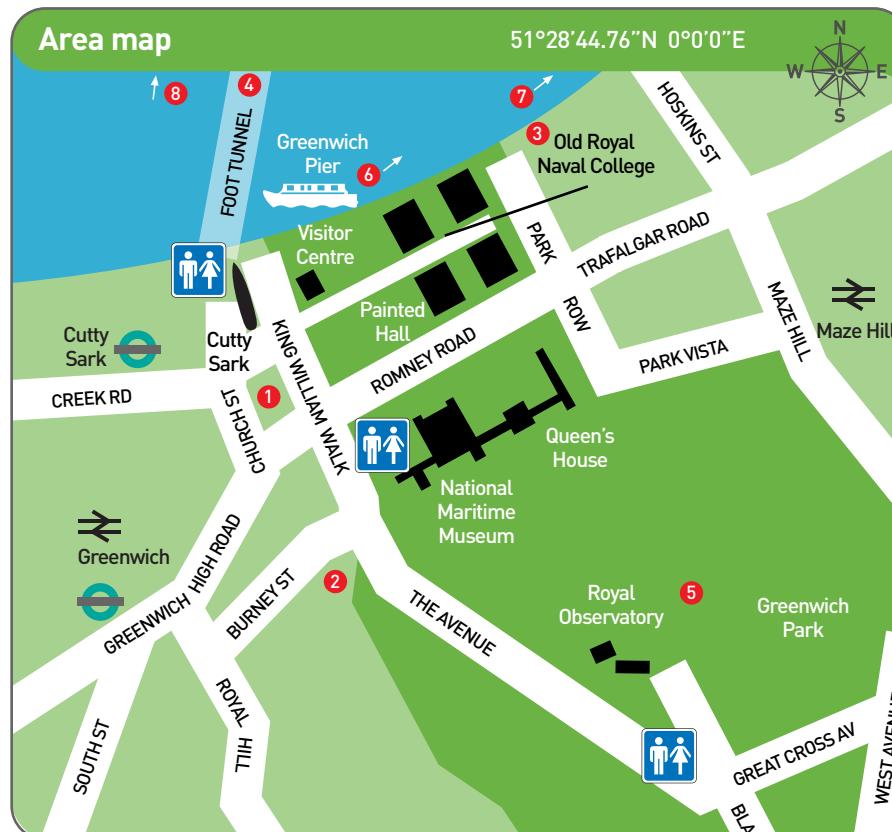 Area map
51°28'44.76"N 0°0'0"E
N
W
E
S
8
4
7
3
FOOT TUNNEL
Greenwich
Pier
6
Old Royal
Naval College
HOSKINS ST
Visitor
Centre
PARK
ROW
TRAFALGAR ROAD
Painted
Hall
MAZE HILL
Maze Hill
Cutty
Sark
Cutty
Sark
KING WILLIAM WALK
ROMNEY ROAD
PARK VISTA
CREEK RD
1
CHURCH ST
Queen's
House
National
Maritime
Museum
Greenwich
GREENWICH HIGH ROAD
BURNEY ST
2
THE AVENUE
Royal
Observatory
5
Greenwich
Park
ROYAL HILL
SOUTH ST
GREAT CROSS AV
WEST AVENUE
BLA